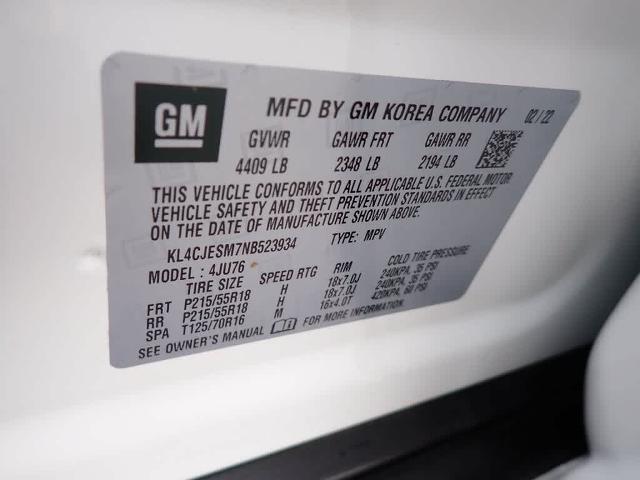 GM
MFD BY GM KOREA COMPANY 02/22
GVWR GAWR FRT GAWR RR
4409 LB 2348 LB 2194 LB
THIS VEHICLE CONFORMS TO ALL APPLICABLE U.S. FEDERAL MOTOR
VEHICLE SAFETY AND THEFT PREVENTION STANDARDS IN EFFECT
ON THE DATE OF MANUFACTURE SHOWN ABOVE.
KL4CJESM7NB523934 TYPE: MPV
MODEL: 4JU76
TIRE SIZE SPEED RTG RIM COLD TIRE PRESSURE
FRT P215/55R18 H 18x7.0J 240KPA, 35 PSI
RR P215/55R18 H 18x7.0J 240KPA, 35 PSI
SPA T125/70R16 M 16x4.0T 420KPA, 60 PSI
SEE OWNER'S MANUAL FOR MORE INFORMATION